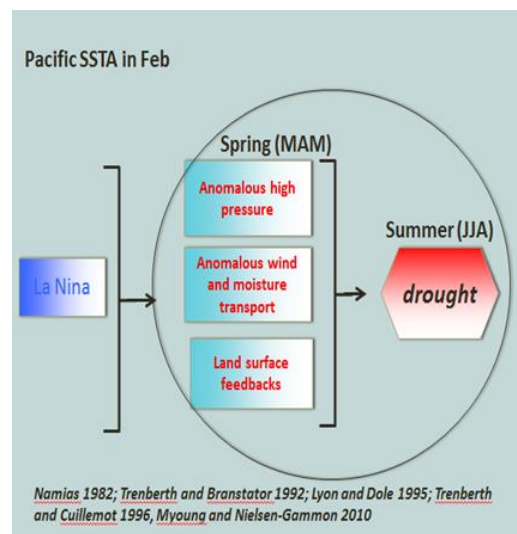 Pacific SSTA in Feb
Spring (MAM)
Anomalous high
pressure
Summer (JJA)
La Nina
Anomalous wind
and moisture
transport
drought
Land surface
feedbacks
Namias 1982; Trenberth and Branstator 1992; Lyon and Dole 1995; Trenberth
and Cuillemot 1996, Myoung and Nielsen-Gammon 2010